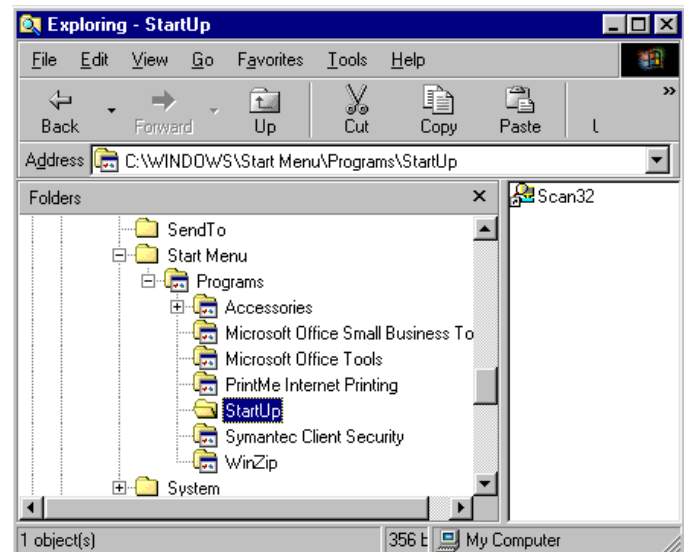 Exploring - StartUp
File Edit View Go Favorites Tools Help
Back Forward Up Cut Copy Paste
Address C:\WINDOWS\Start Menu\Programs\StartUp
Folders
Scan32
SendTo
Start Menu
Programs
Accessories
Microsoft Office Small Business To
Microsoft Office Tools
PrintMe Internet Printing
StartUp
Symantec Client Security
WinZip
System
1 object(s) 356 My Computer